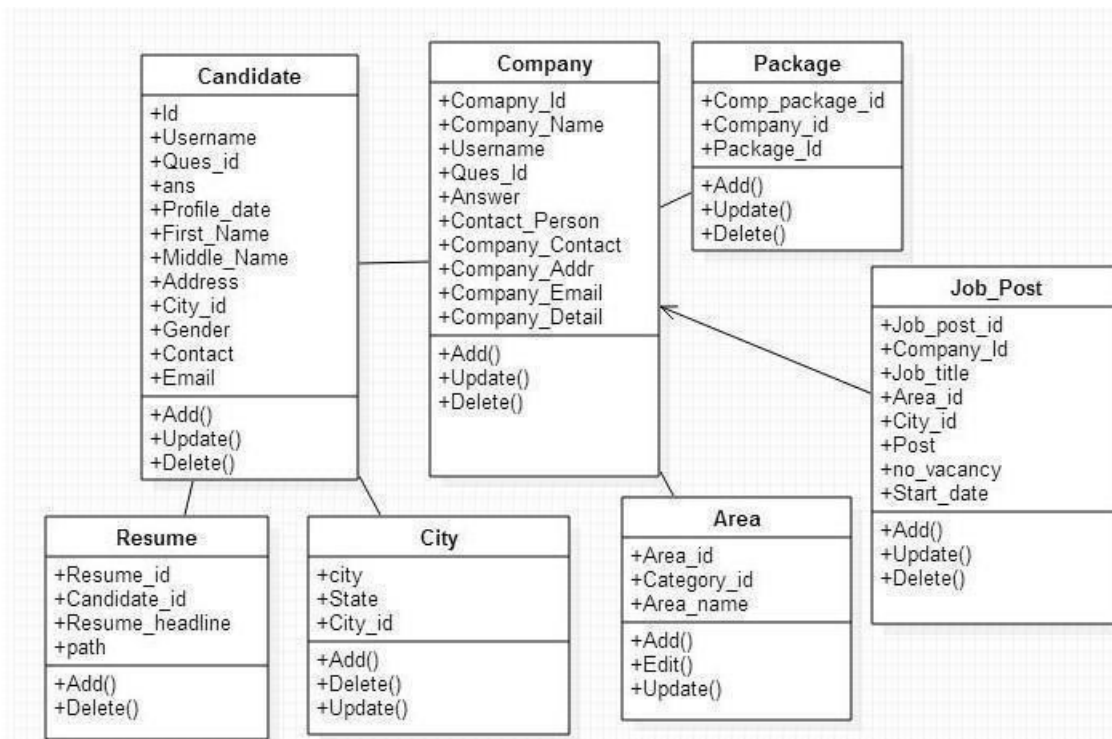 Candidate
+Id
+Username
+Ques_id
+ans
+Profile_date
+First_Name
+Middle_Name
+Address
+City_id
+Gender
+Contact
+Email
+Add()
+Update()
+Delete()
Company
+Comapny_Id
+Company_Name
+Username
+Ques_Id
+Answer
+Contact_Person
+Company_Contact
+Company_Addr
+Company_Email
+Company_Detail
+Add()
+Update()
+Delete()
Package
+Comp_package_id
+Company_id
+Package_Id
+Add()
+Update()
+Delete()
Job_Post
+Job_post_id
+Company_Id
+Job_title
+Area_id
+City_id
+Post
+no_vacancy
+Start_date
+Add()
+Update()
+Delete()
Resume
+Resume_id
+Candidate_id
+Resume_headline
+path
+Add()
+Delete()
City
+city
+State
+City_id
+Add()
+Delete()
+Update()
Area
+Area_id
+Category_id
+Area_name
+Add()
+Edit()
+Update()